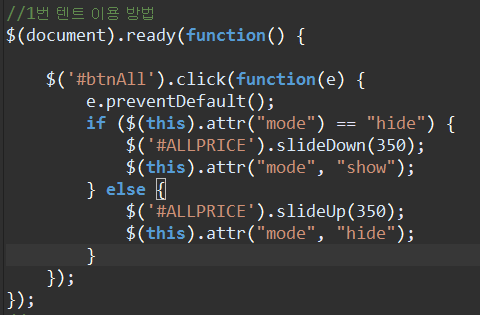 //1번 텐트 이용 방법
$(document).ready(function() {
$('#btnAll').click(function(e) {
e.preventDefault();
if ($(this).attr("mode") == "hide") {
$('#ALLPRICE').slideDown(350);
$(this).attr("mode", "show");
} else {
$('#ALLPRICE').slideUp(350);
$(this).attr("mode", "hide");
}
});
});